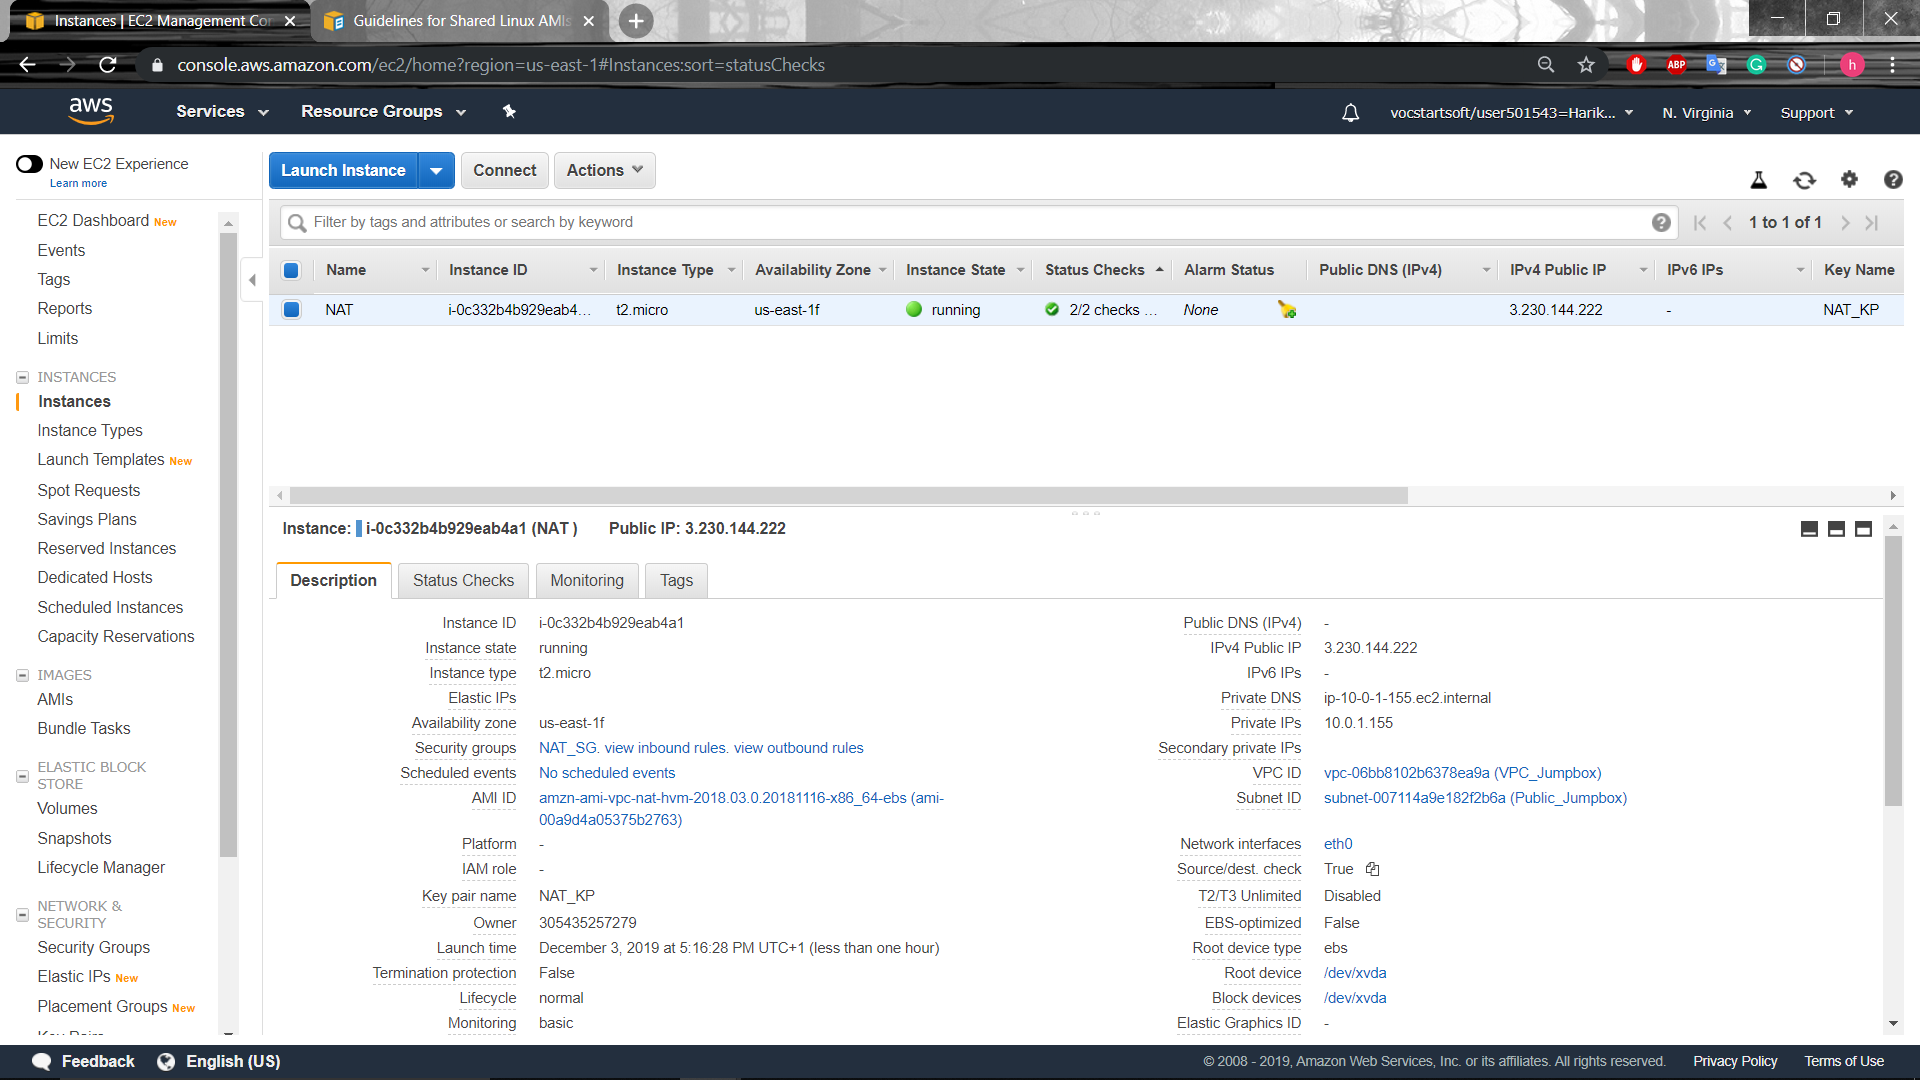 Instances | EC2 Management Con
Guidelines for Shared Linux AMIs
console.aws.amazon.com/ec2/home?region=us-east-1#Instances:sort=statusChecks
ABP
h
aws
Services
Resource Groups
vocstartsoft/user501543=Harik...
N. Virginia
Support
New EC2 Experience
Learn more
Launch Instance
Connect
Actions
Filter by tags and attributes or search by keyword
1 to 1 of 1
Name Instance ID Instance Type Availability Zone Instance State Status Checks Alarm Status Public DNS (IPv4) IPv4 Public IP IPv6 IPs Key Name
NAT i-0c332b4b929eab4... t2.micro us-east-1f running 2/2 checks ... None 3.230.144.222 - NAT_KP
EC2 Dashboard New
Events
Tags
Reports
Limits
INSTANCES
Instances
Instance Types
Launch Templates New
Spot Requests
Savings Plans
Reserved Instances
Dedicated Hosts
Scheduled Instances
Capacity Reservations
IMAGES
AMIs
Bundle Tasks
ELASTIC BLOCK
STORE
Volumes
Snapshots
Lifecycle Manager
NETWORK &
SECURITY
Security Groups
Elastic IPs New
Placement Groups New
Key Pairs
Instance: i-0c332b4b929eab4a1 (NAT ) Public IP: 3.230.144.222
Description Status Checks Monitoring Tags
Instance ID i-0c332b4b929eab4a1
Instance state running
Instance type t2.micro
Elastic IPs
Availability zone us-east-1f
Security groups NAT_SG. view inbound rules. view outbound rules
Scheduled events No scheduled events
AMI ID amzn-ami-vpc-nat-hvm-2018.03.0.20181116-x86_64-ebs (ami-
00a9d4a05375b2763)
Platform -
IAM role -
Key pair name NAT_KP
Owner 305435257279
Launch time December 3, 2019 at 5:16:28 PM UTC+1 (less than one hour)
Termination protection False
Lifecycle normal
Monitoring basic
Public DNS (IPv4) -
IPv4 Public IP 3.230.144.222
IPv6 IPs -
Private DNS ip-10-0-1-155.ec2.internal
Private IPs 10.0.1.155
Secondary private IPs
VPC ID vpc-06bb8102b6378ea9a (VPC_Jumpbox)
Subnet ID subnet-007114a9e182f2b6a (Public_Jumpbox)
Network interfaces eth0
Source/dest. check True
T2/T3 Unlimited Disabled
EBS-optimized False
Root device type ebs
Root device /dev/xvda
Block devices /dev/xvda
Elastic Graphics ID -
Feedback
English (US)
© 2008 - 2019, Amazon Web Services, Inc. or its affiliates. All rights reserved.
Privacy Policy
Terms of Use